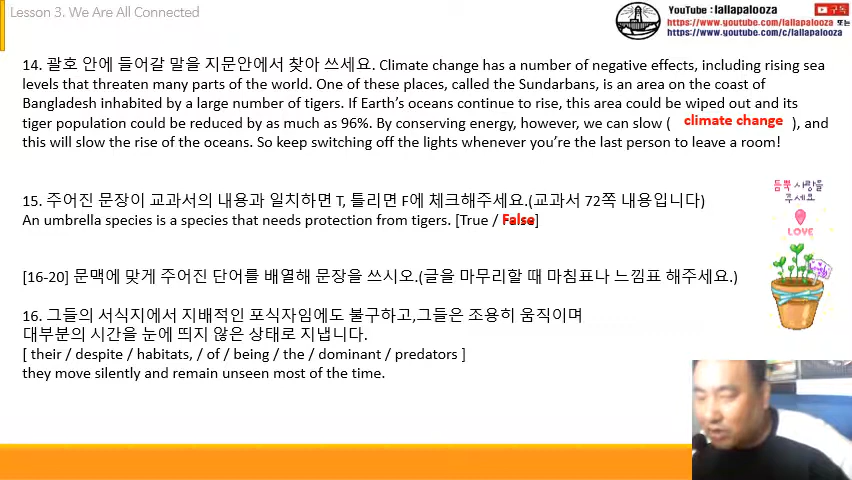 Lesson 3. We Are All Connected
YouTube : lallapalooza
구독
https://www.youtube.com/lallapalooza 또는
https://www.youtube.com/c/lallapalooza
14. 괄호 안에 들어갈 말을 지문안에서 찾아 쓰세요. Climate change has a number of negative effects, including rising sea
levels that threaten many parts of the world. One of these places, called the Sundarbans, is an area on the coast of
Bangladesh inhabited by a large number of tigers. If Earth's oceans continue to rise, this area could be wiped out and its
tiger population could be reduced by as much as 96%. By conserving energy, however, we can slow ( climate change ), and
this will slow the rise of the oceans. So keep switching off the lights whenever you're the last person to leave a room!
듬뿍 사랑을
주세요
LOVE
15. 주어진 문장이 교과서의 내용과 일치하면 T, 틀리면 F에 체크해주세요.(교과서 72쪽 내용입니다)
An umbrella species is a species that needs protection from tigers. [True / False]
[16-20] 문맥에 맞게 주어진 단어를 배열해 문장을 쓰시오.(글을 마무리할 때 마침표나 느낌표 해주세요.)
16. 그들의 서식지에서 지배적인 포식자임에도 불구하고,그들은 조용히 움직이며
대부분의 시간을 눈에 띄지 않은 상태로 지냅니다.
[ their / despite / habitats, / of / being / the / dominant / predators ]
they move silently and remain unseen most of the time.